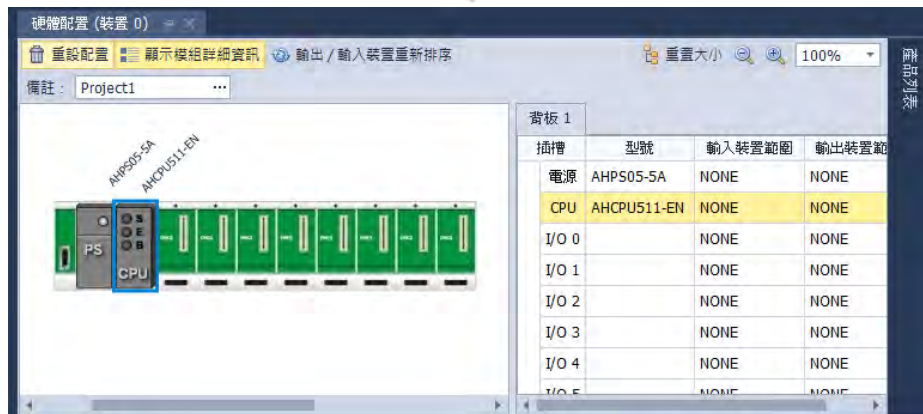 硬體配置 (裝置 0)
重設配置 顯示模組詳細資訊 輸出 / 輸入裝置重新排序 重置大小 100%
備註 : Project1 ...
產品列表
AHPS05-5A
AHCPU511-EN
PS
S
E
B
CPU
背板 1
插槽 型號 輸入裝置範圍 輸出裝置範
電源 AHPS05-5A NONE NONE
CPU AHCPU511-EN NONE NONE
I/O 0 NONE NONE
I/O 1 NONE NONE
I/O 2 NONE NONE
I/O 3 NONE NONE
I/O 4 NONE NONE
I/O 5 NONE NONE